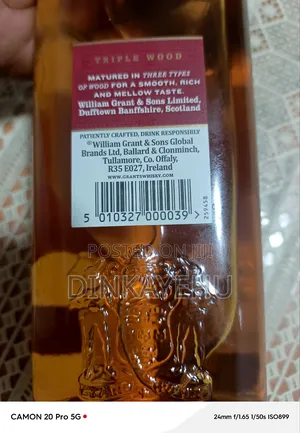 TRIPLE WOOD
MATURED IN THREE TYPES
OF WOOD FOR A SMOOTH, RICH
AND MELLOW TASTE.
William Grant & Sons Limited,
Dufftown Banffshire, Scotland
PATIENTLY CRAFTED, DRINK RESPONSIBLY
William Grant & Sons Global
Brands Ltd, Ballard & Clonminch,
Tullamore, Co. Offaly,
R35 E027, Ireland
WWW.GRANTSWHISKY.COM
5 010327 000039 >
259458
POSTED ON JIJI
DINKAYEHU
CAMON 20 Pro 5G
24mm f/1.65 1/50s ISO899